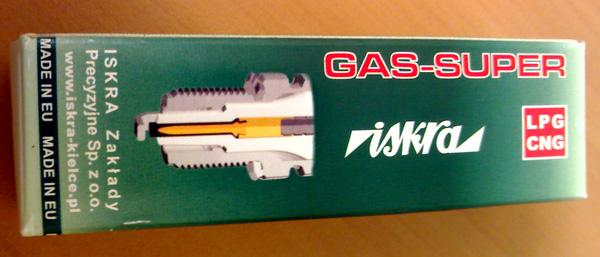 GAS-SUPER
iskra
LPG
CNG
ISKRA Zakłady
Precyzyjne Sp. z o.o.
www.iskra-kielce.pl
MADE IN EU MADE IN EU